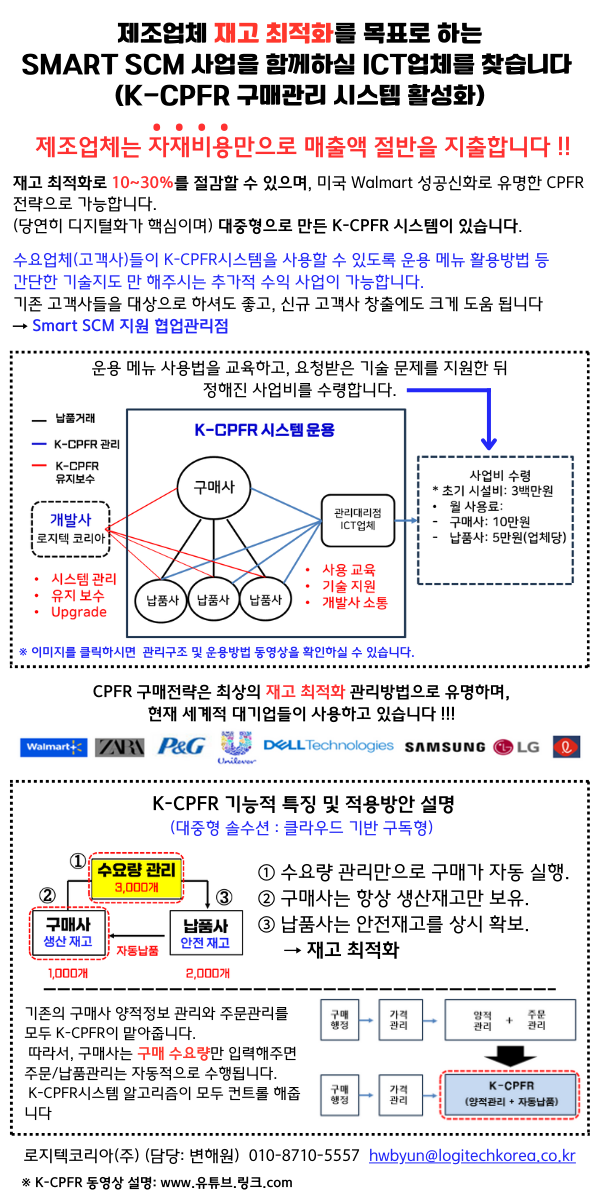 제조업체 재고 최적화를 목표로 하는
SMART SCM 사업을 함께하실 ICT업체를 찾습니다
(K-CPFR 구매관리 시스템 활성화)
제조업체는 자재비용만으로 매출액 절반을 지출합니다 !!
재고 최적화로 10~30%를 절감할 수 있으며, 미국 Walmart 성공신화로 유명한 CPFR
전략으로 가능합니다.
(당연히 디지털화가 핵심이며) 대중형으로 만든 K-CPFR 시스템이 있습니다.
수요업체(고객사)들이 K-CPFR시스템을 사용할 수 있도록 운용 메뉴 활용방법 등
간단한 기술지도 만 해주시는 추가적 수익 사업이 가능합니다.
기존 고객사들을 대상으로 하셔도 좋고, 신규 고객사 창출에도 크게 도움 됩니다
→ Smart SCM 지원 협업관리점
운용 메뉴 사용법을 교육하고, 요청받은 기술 문제를 지원한 뒤
정해진 사업비를 수령합니다.
납품거래
K-CPFR 관리
K-CPFR
유지보수
K-CPFR 시스템 운용
구매사
개발사
로지텍 코리아
관리대리점
ICT업체
납품사 납품사 납품사
• 시스템 관리
• 유지 보수
• Upgrade
• 사용 교육
• 기술 지원
• 개발사 소통
사업비 수령
* 초기 시설비: 3백만원
• 월 사용료:
- 구매사: 10만원
- 납품사: 5만원(업체당)
※ 이미지를 클릭하시면 관리구조 및 운용방법 동영상을 확인하실 수 있습니다.
CPFR 구매전략은 최상의 재고 최적화 관리방법으로 유명하며,
현재 세계적 대기업들이 사용하고 있습니다 !!!
Walmart ZARA P&G Unilever DELLTechnologies SAMSUNG LG
K-CPFR 기능적 특징 및 적용방안 설명
(대중형 솔수션 : 클라우드 기반 구독형)
①
수요량 관리
3,000개
②
③
구매사
생산 재고
자동납품
납품사
안전 재고
1,000개
2,000개
① 수요량 관리만으로 구매가 자동 실행.
② 구매사는 항상 생산재고만 보유.
③ 납품사는 안전재고를 상시 확보.
→ 재고 최적화
기존의 구매사 양적정보 관리와 주문관리를
모두 K-CPFR이 맡아줍니다.
따라서, 구매사는 구매 수요량만 입력해주면
주문/납품관리는 자동적으로 수행됩니다.
K-CPFR시스템 알고리즘이 모두 컨트롤 해줍
니다
구매
행정
가격
관리
양적
관리
+
주문
관리
구매
행정
가격
관리
K-CPFR
(양적관리 + 자동납품)
로지텍코리아(주) (담당: 변해원) 010-8710-5557 hwbyun@logitechkorea.co.kr
※ K-CPFR 동영상 설명: www.유튜브.링크.com